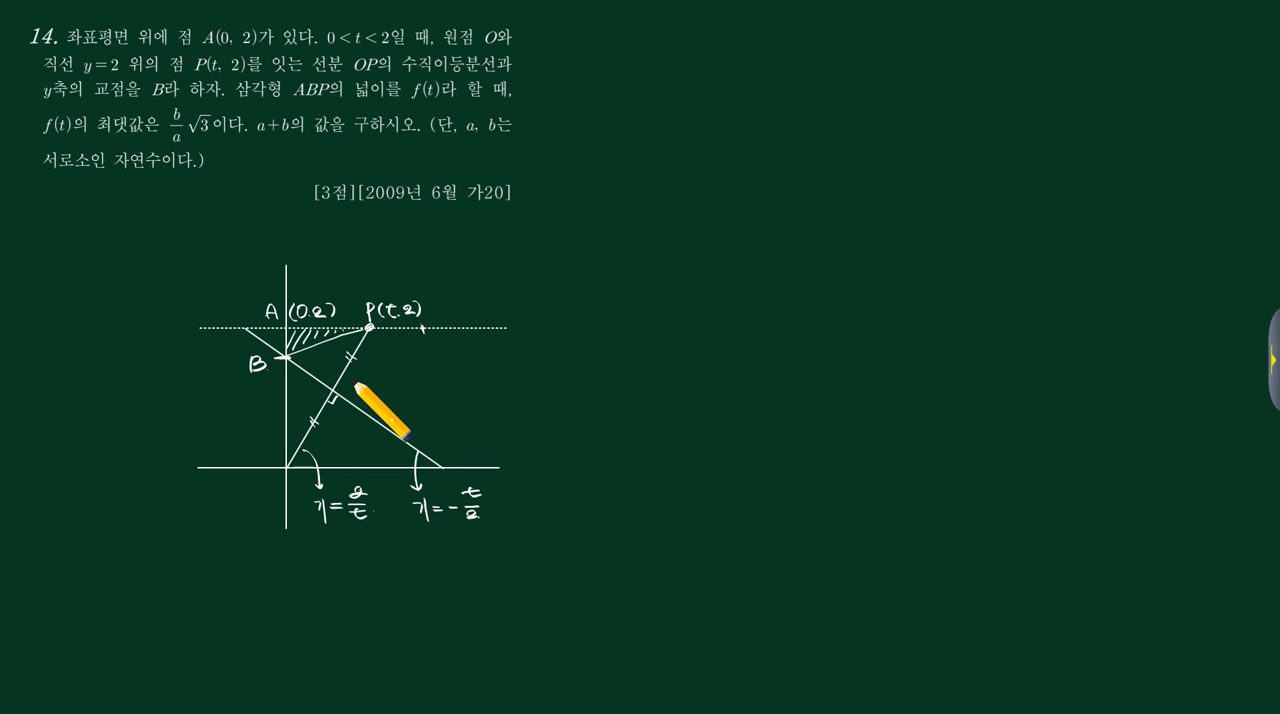 14. 좌표평면 위에 점 A(0, 2)가 있다. 0<t<2일 때, 원점 O와
직선 y=2 위의 점 P(t, 2)를 잇는 선분 OP의 수직이등분선과
y축의 교점을 B라 하자. 삼각형 ABP의 넓이를 f(t)라 할 때,
f(t)의 최댓값은 b/a √3이다. a+b의 값을 구하시오. (단, a, b는
서로소인 자연수이다.)
[3점][2009년 6월 가20]
A (0.2) P(t.2)
B
기=2/t 기=-t/2